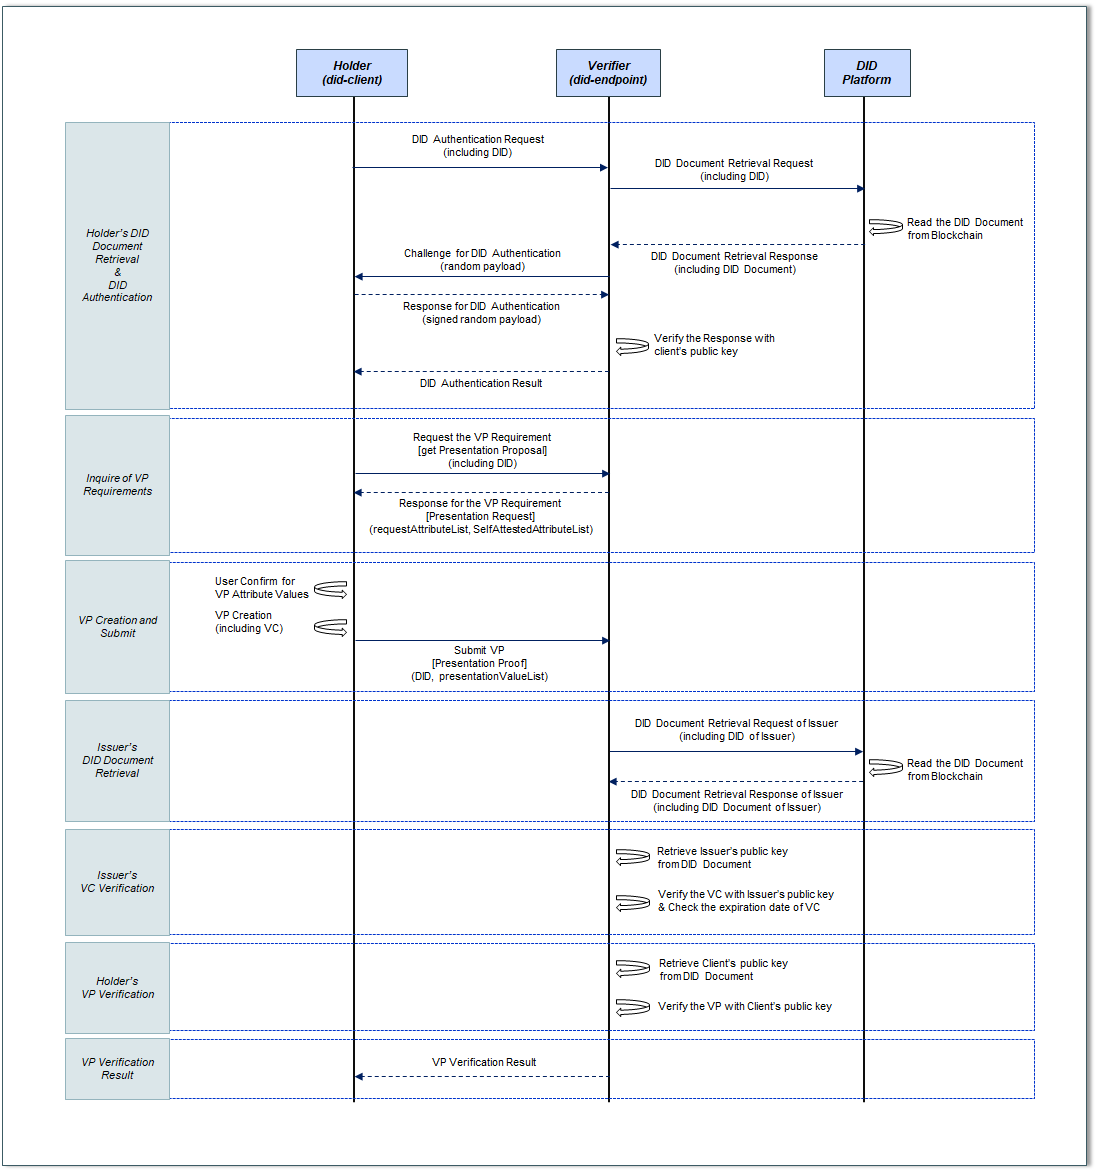 Holder
(did-client)
Verifier
(did-endpoint)
DID
Platform
Holder's DID
Document
Retrieval
&
DID
Authentication
DID Authentication Request
(including DID)
DID Document Retrieval Request
(including DID)
Read the DID Document
from Blockchain
DID Document Retrieval Response
(including DID Document)
Challenge for DID Authentication
(random payload)
Response for DID Authentication
(signed random payload)
Verify the Response with
client's public key
DID Authentication Result
Inquire of VP
Requirements
Request the VP Requirement
[get Presentation Proposal]
(including DID)
Response for the VP Requirement
[Presentation Request]
(requestAttributeList, SelfAttestedAttributeList)
VP Creation and
Submit
User Confirm for
VP Attribute Values
VP Creation
(including VC)
Submit VP
[Presentation Proof]
(DID, presentationValueList)
Issuer's
DID Document
Retrieval
DID Document Retrieval Request of Issuer
(including DID of Issuer)
Read the DID Document
from Blockchain
DID Document Retrieval Response of Issuer
(including DID Document of Issuer)
Issuer's
VC Verification
Retrieve Issuer's public key
from DID Document
Verify the VC with Issuer's public key
& Check the expiration date of VC
Holder's
VP Verification
Retrieve Client's public key
from DID Document
Verify the VP with Client's public key
VP Verification
Result
VP Verification Result